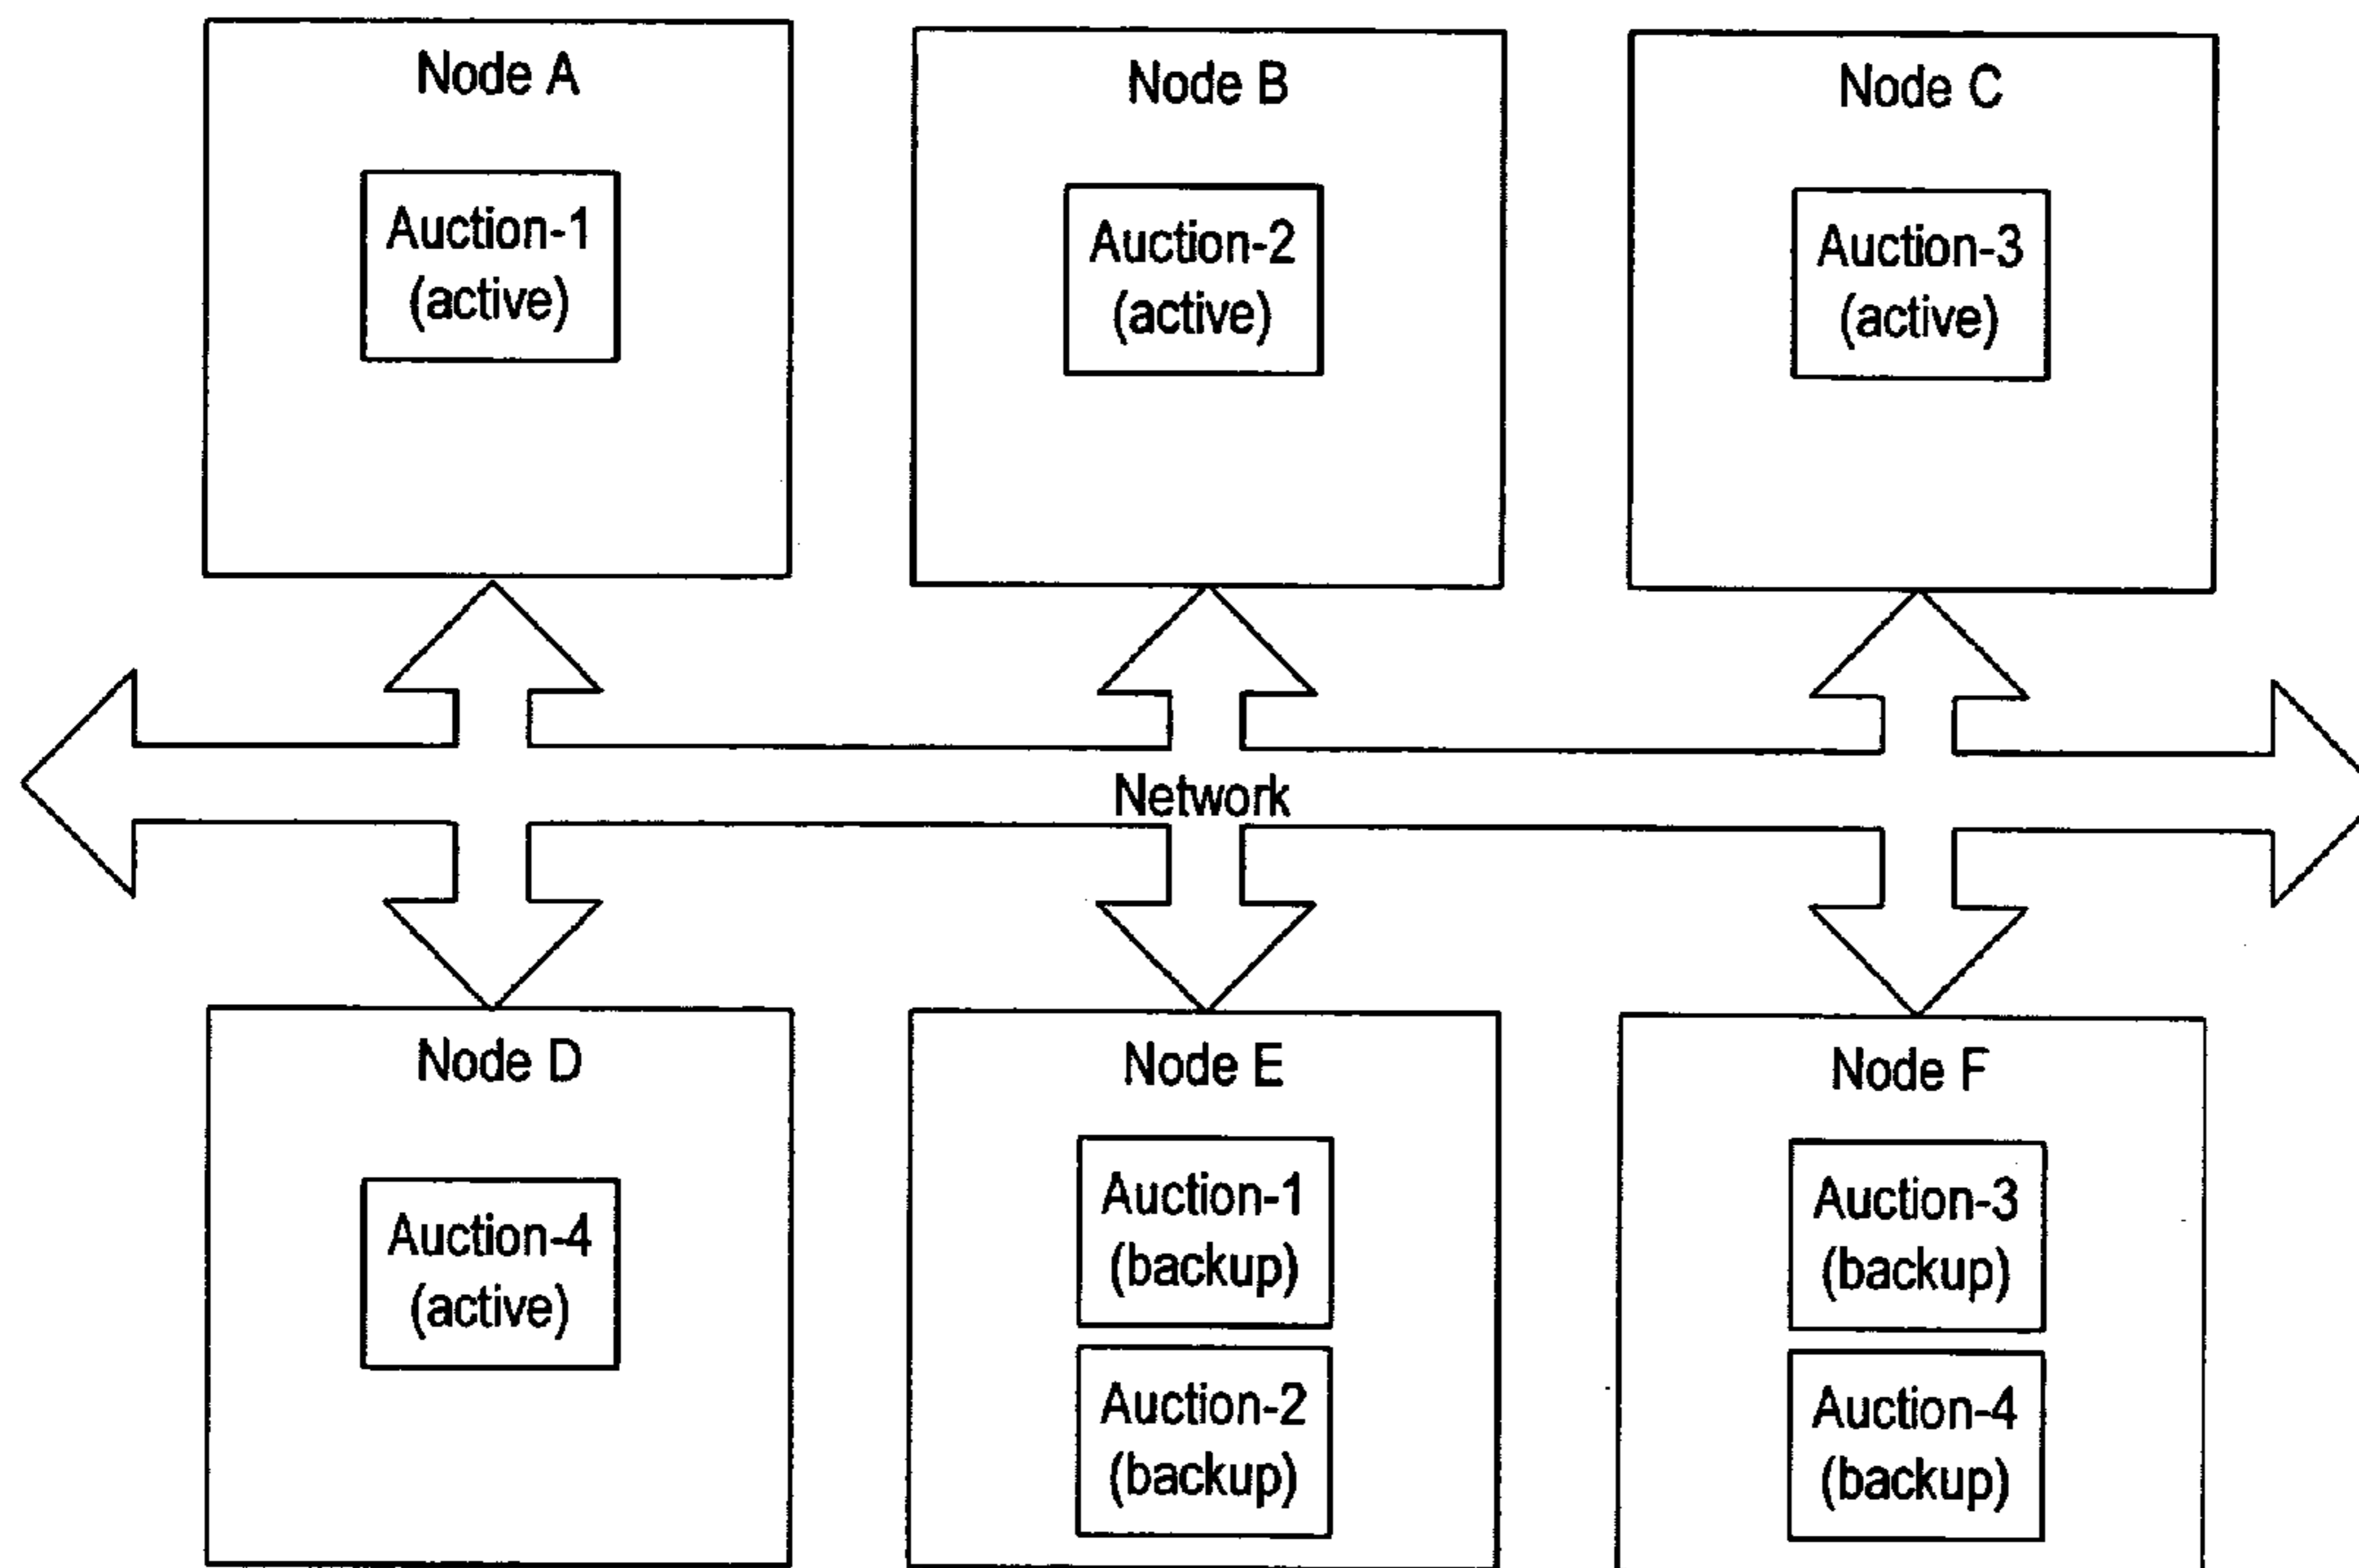 Node A
Auction-1
(active)
Node B
Auction-2
(active)
Node C
Auction-3
(active)
Network
Node D
Auction-4
(active)
Node E
Auction-1
(backup)
Auction-2
(backup)
Node F
Auction-3
(backup)
Auction-4
(backup)